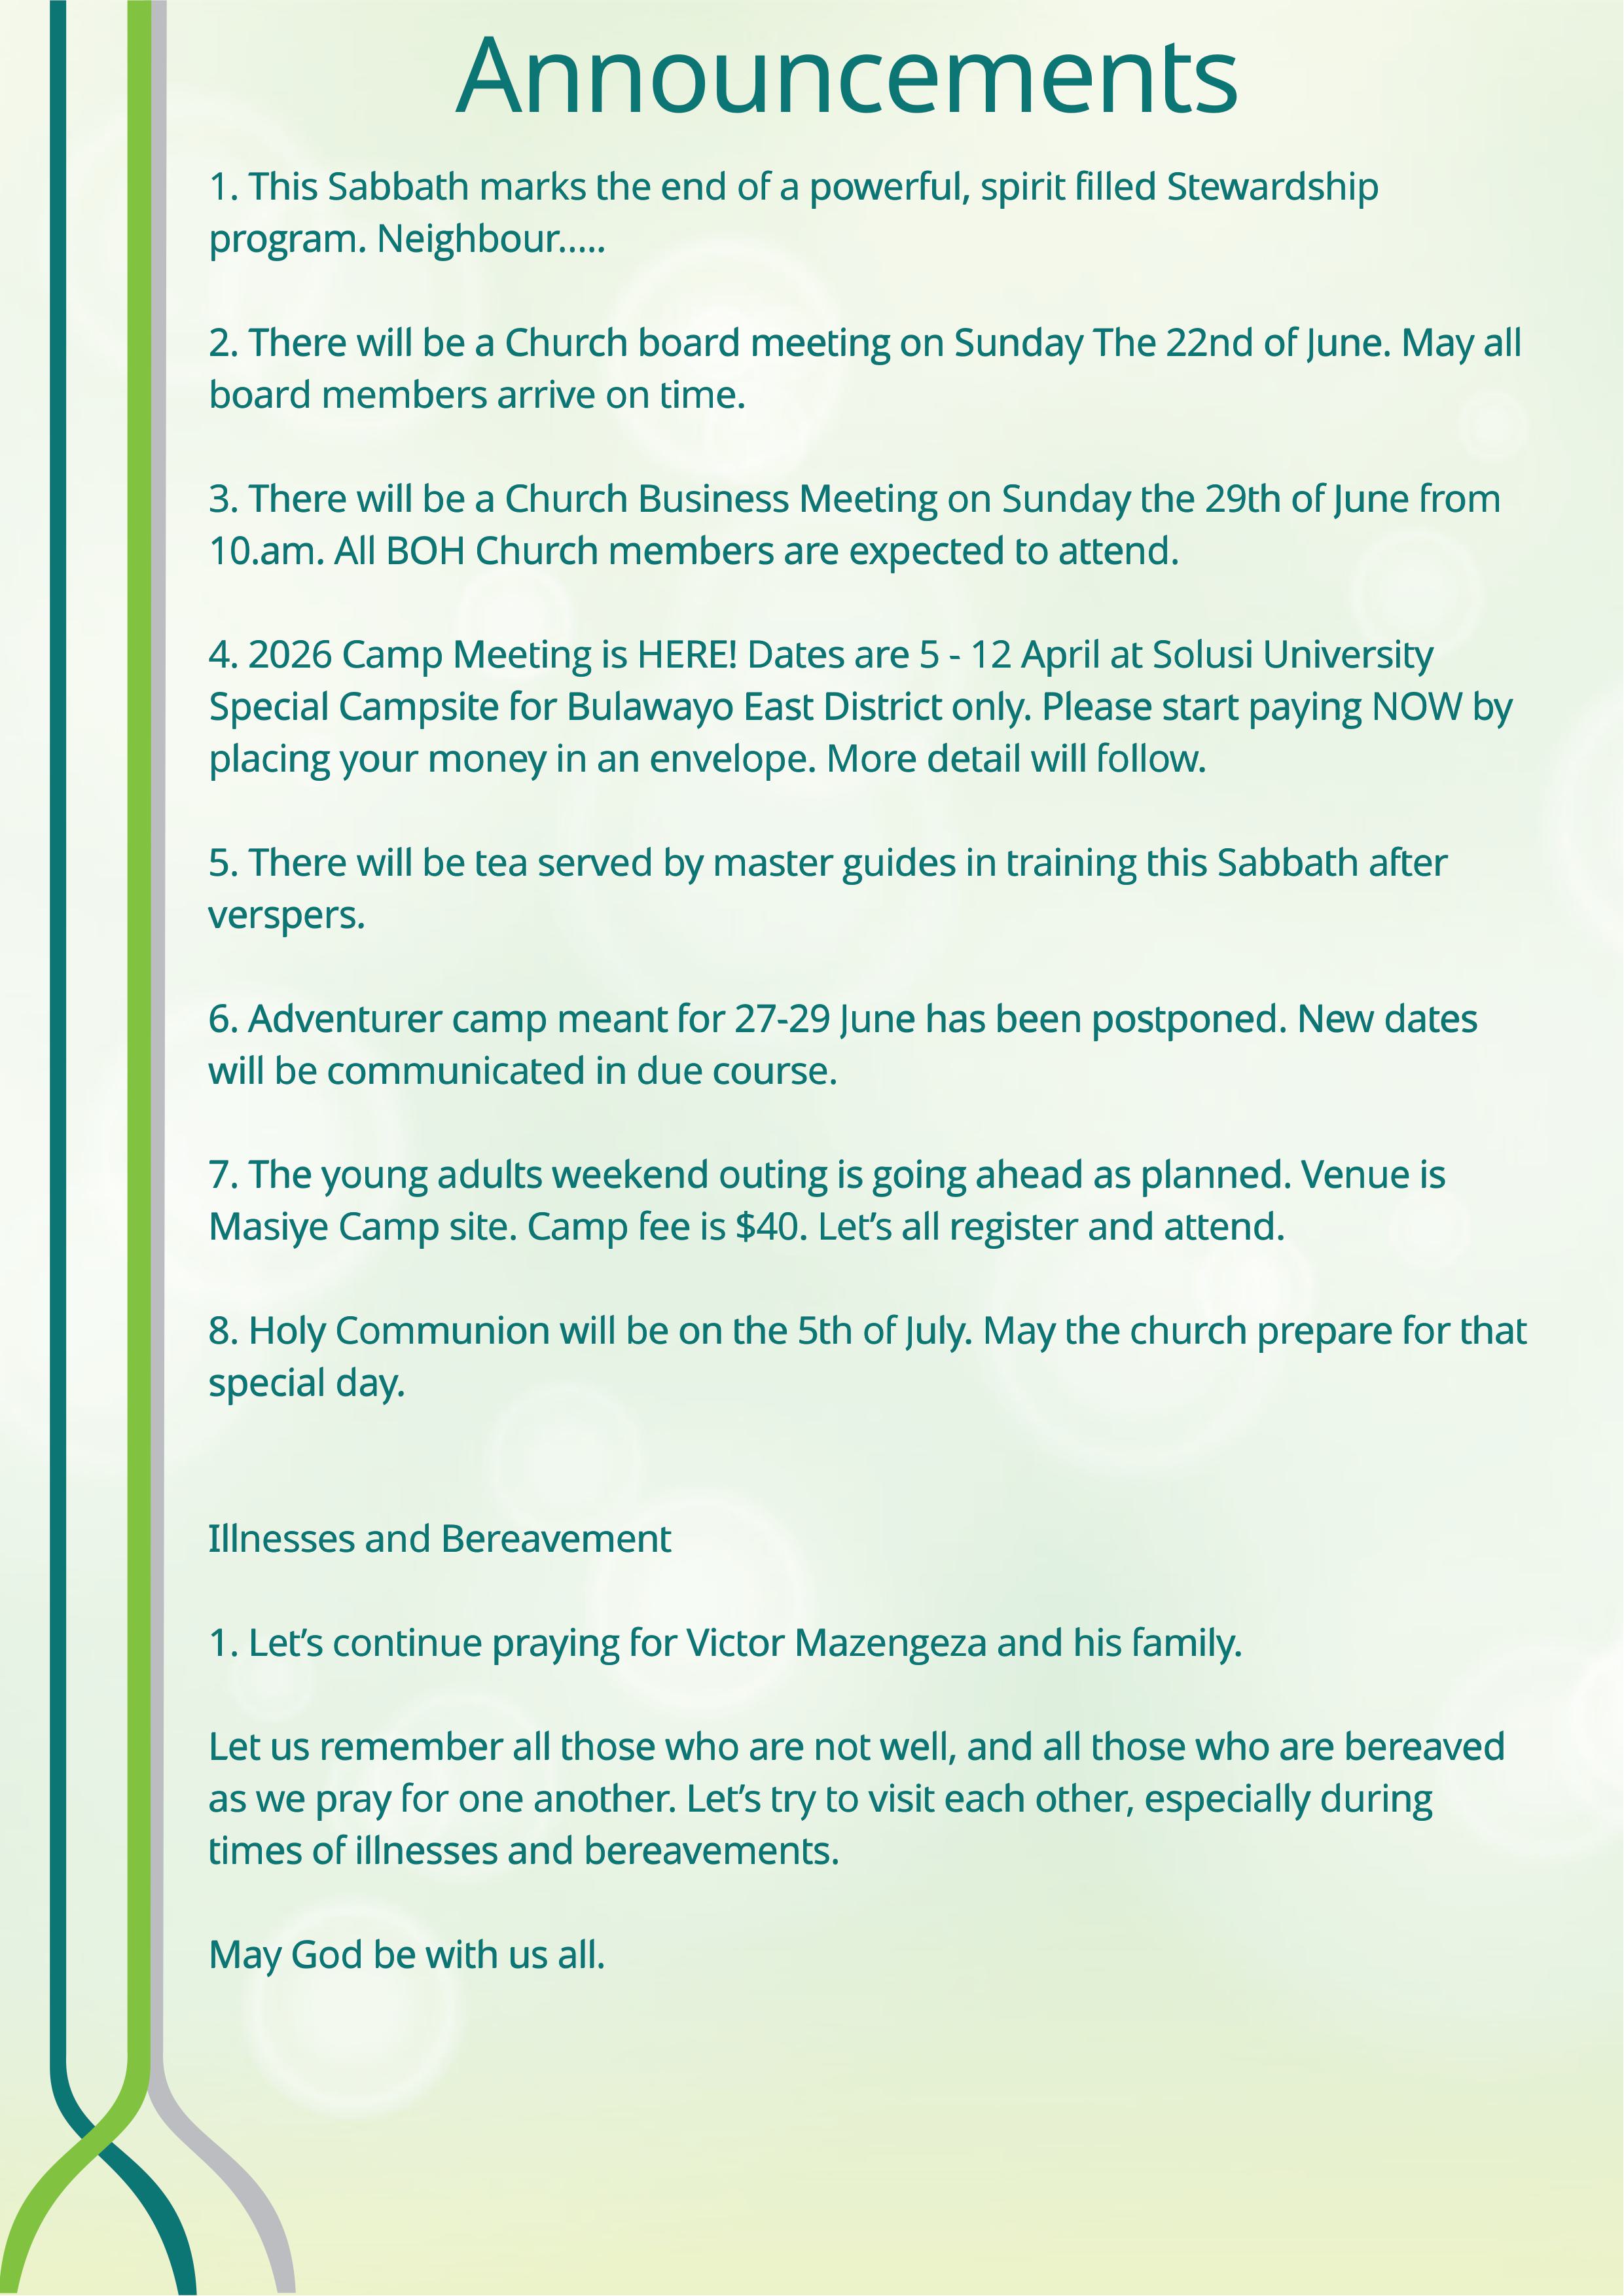 Announcements
1. This Sabbath marks the end of a powerful, spirit filled Stewardship
program. Neighbour.....
2. There will be a Church board meeting on Sunday The 22nd of June. May all
board members arrive on time.
3. There will be a Church Business Meeting on Sunday the 29th of June from
10.am. All BOH Church members are expected to attend.
4. 2026 Camp Meeting is HERE! Dates are 5 - 12 April at Solusi University
Special Campsite for Bulawayo East District only. Please start paying NOW by
placing your money in an envelope. More detail will follow.
5. There will be tea served by master guides in training this Sabbath after
verspers.
6. Adventurer camp meant for 27-29 June has been postponed. New dates
will be communicated in due course.
7. The young adults weekend outing is going ahead as planned. Venue is
Masiye Camp site. Camp fee is $40. Let’s all register and attend.
8. Holy Communion will be on the 5th of July. May the church prepare for that
special day.
Illnesses and Bereavement
1. Let’s continue praying for Victor Mazengeza and his family.
Let us remember all those who are not well, and all those who are bereaved
as we pray for one another. Let’s try to visit each other, especially during
times of illnesses and bereavements.
May God be with us all.